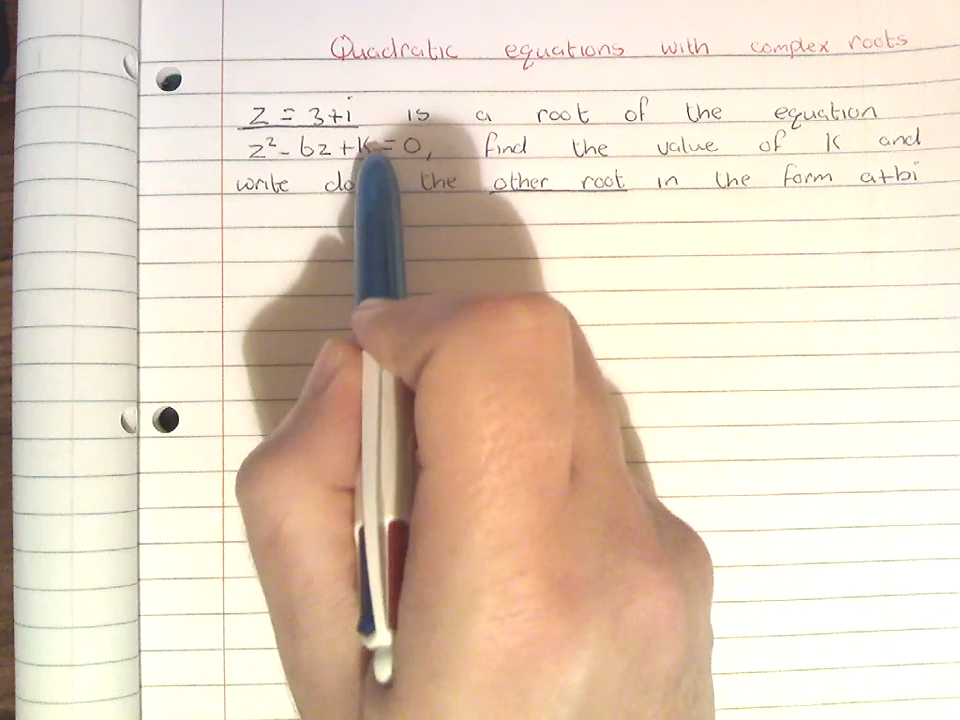 Quadratic equations with complex roots
z = 3+i is a root of the equation
z² - 6z + K = 0, find the value of K and
write the other root in the form a+bi